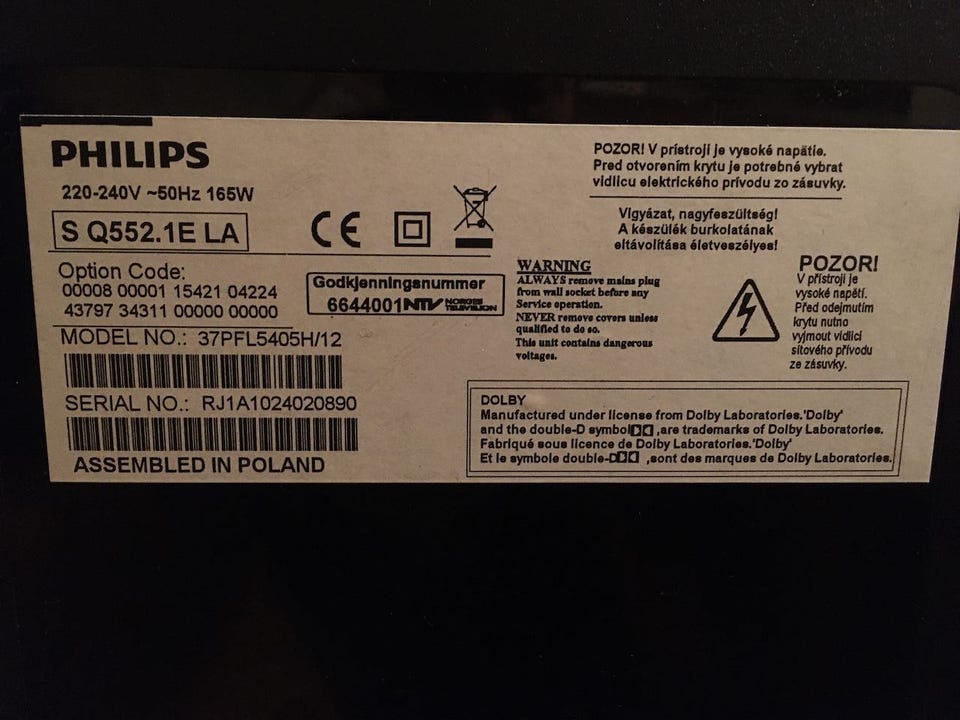 PHILIPS
220-240V ~50Hz 165W
S Q552.1E LA
Option Code:
00008 00001 15421 04224
43797 34311 00000 00000
MODEL NO.: 37PFL5405H/12
SERIAL NO.: RJ1A1024020890
ASSEMBLED IN POLAND
CE
Godkjenningsnummer
6644001 NTV NORGES TELEVISJON
POZOR! V prístroji je vysoké napätie.
Pred otvorením krytu je potrebné vybrat
vidlicu elektrického prívodu zo zásuvky.
Vigyázat, nagyfeszültség!
A készülék burkolatának
eltávolítása életveszélyes!
WARNING
ALWAYS remove mains plug
from wall socket before any
Service operation.
NEVER remove covers unless
qualified to do so.
This unit contains dangerous
voltages.
POZOR!
V přístroji je
vysoké napětí.
Před odejmutím
krytu nutno
vyjmout vidlici
síťového přívodu
ze zásuvky.
DOLBY
Manufactured under license from Dolby Laboratories.'Dolby'
and the double-D symbol ,are trademarks of Dolby Laboratories.
Fabriqué sous licence de Dolby Laboratories.'Dolby'
Et le symbole double-D ,sont des marques de Dolby Laboratories.